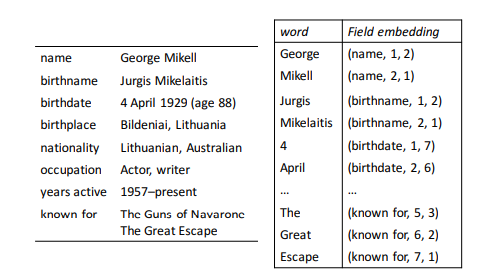 name George Mikell
birthname Jurgis Mikelaitis
birthdate 4 April 1929 (age 88)
birthplace Bildeniai, Lithuania
nationality Lithuanian, Australian
occupation Actor, writer
years active 1957–present
known for The Guns of Navarone
The Great Escape
word Field embedding
George (name, 1, 2)
Mikell (name, 2, 1)
Jurgis (birthname, 1, 2)
Mikelaitis (birthname, 2, 1)
4 (birthdate, 1, 7)
April (birthdate, 2, 6)
... ...
The (known for, 5, 3)
Great (known for, 6, 2)
Escape (known for, 7, 1)